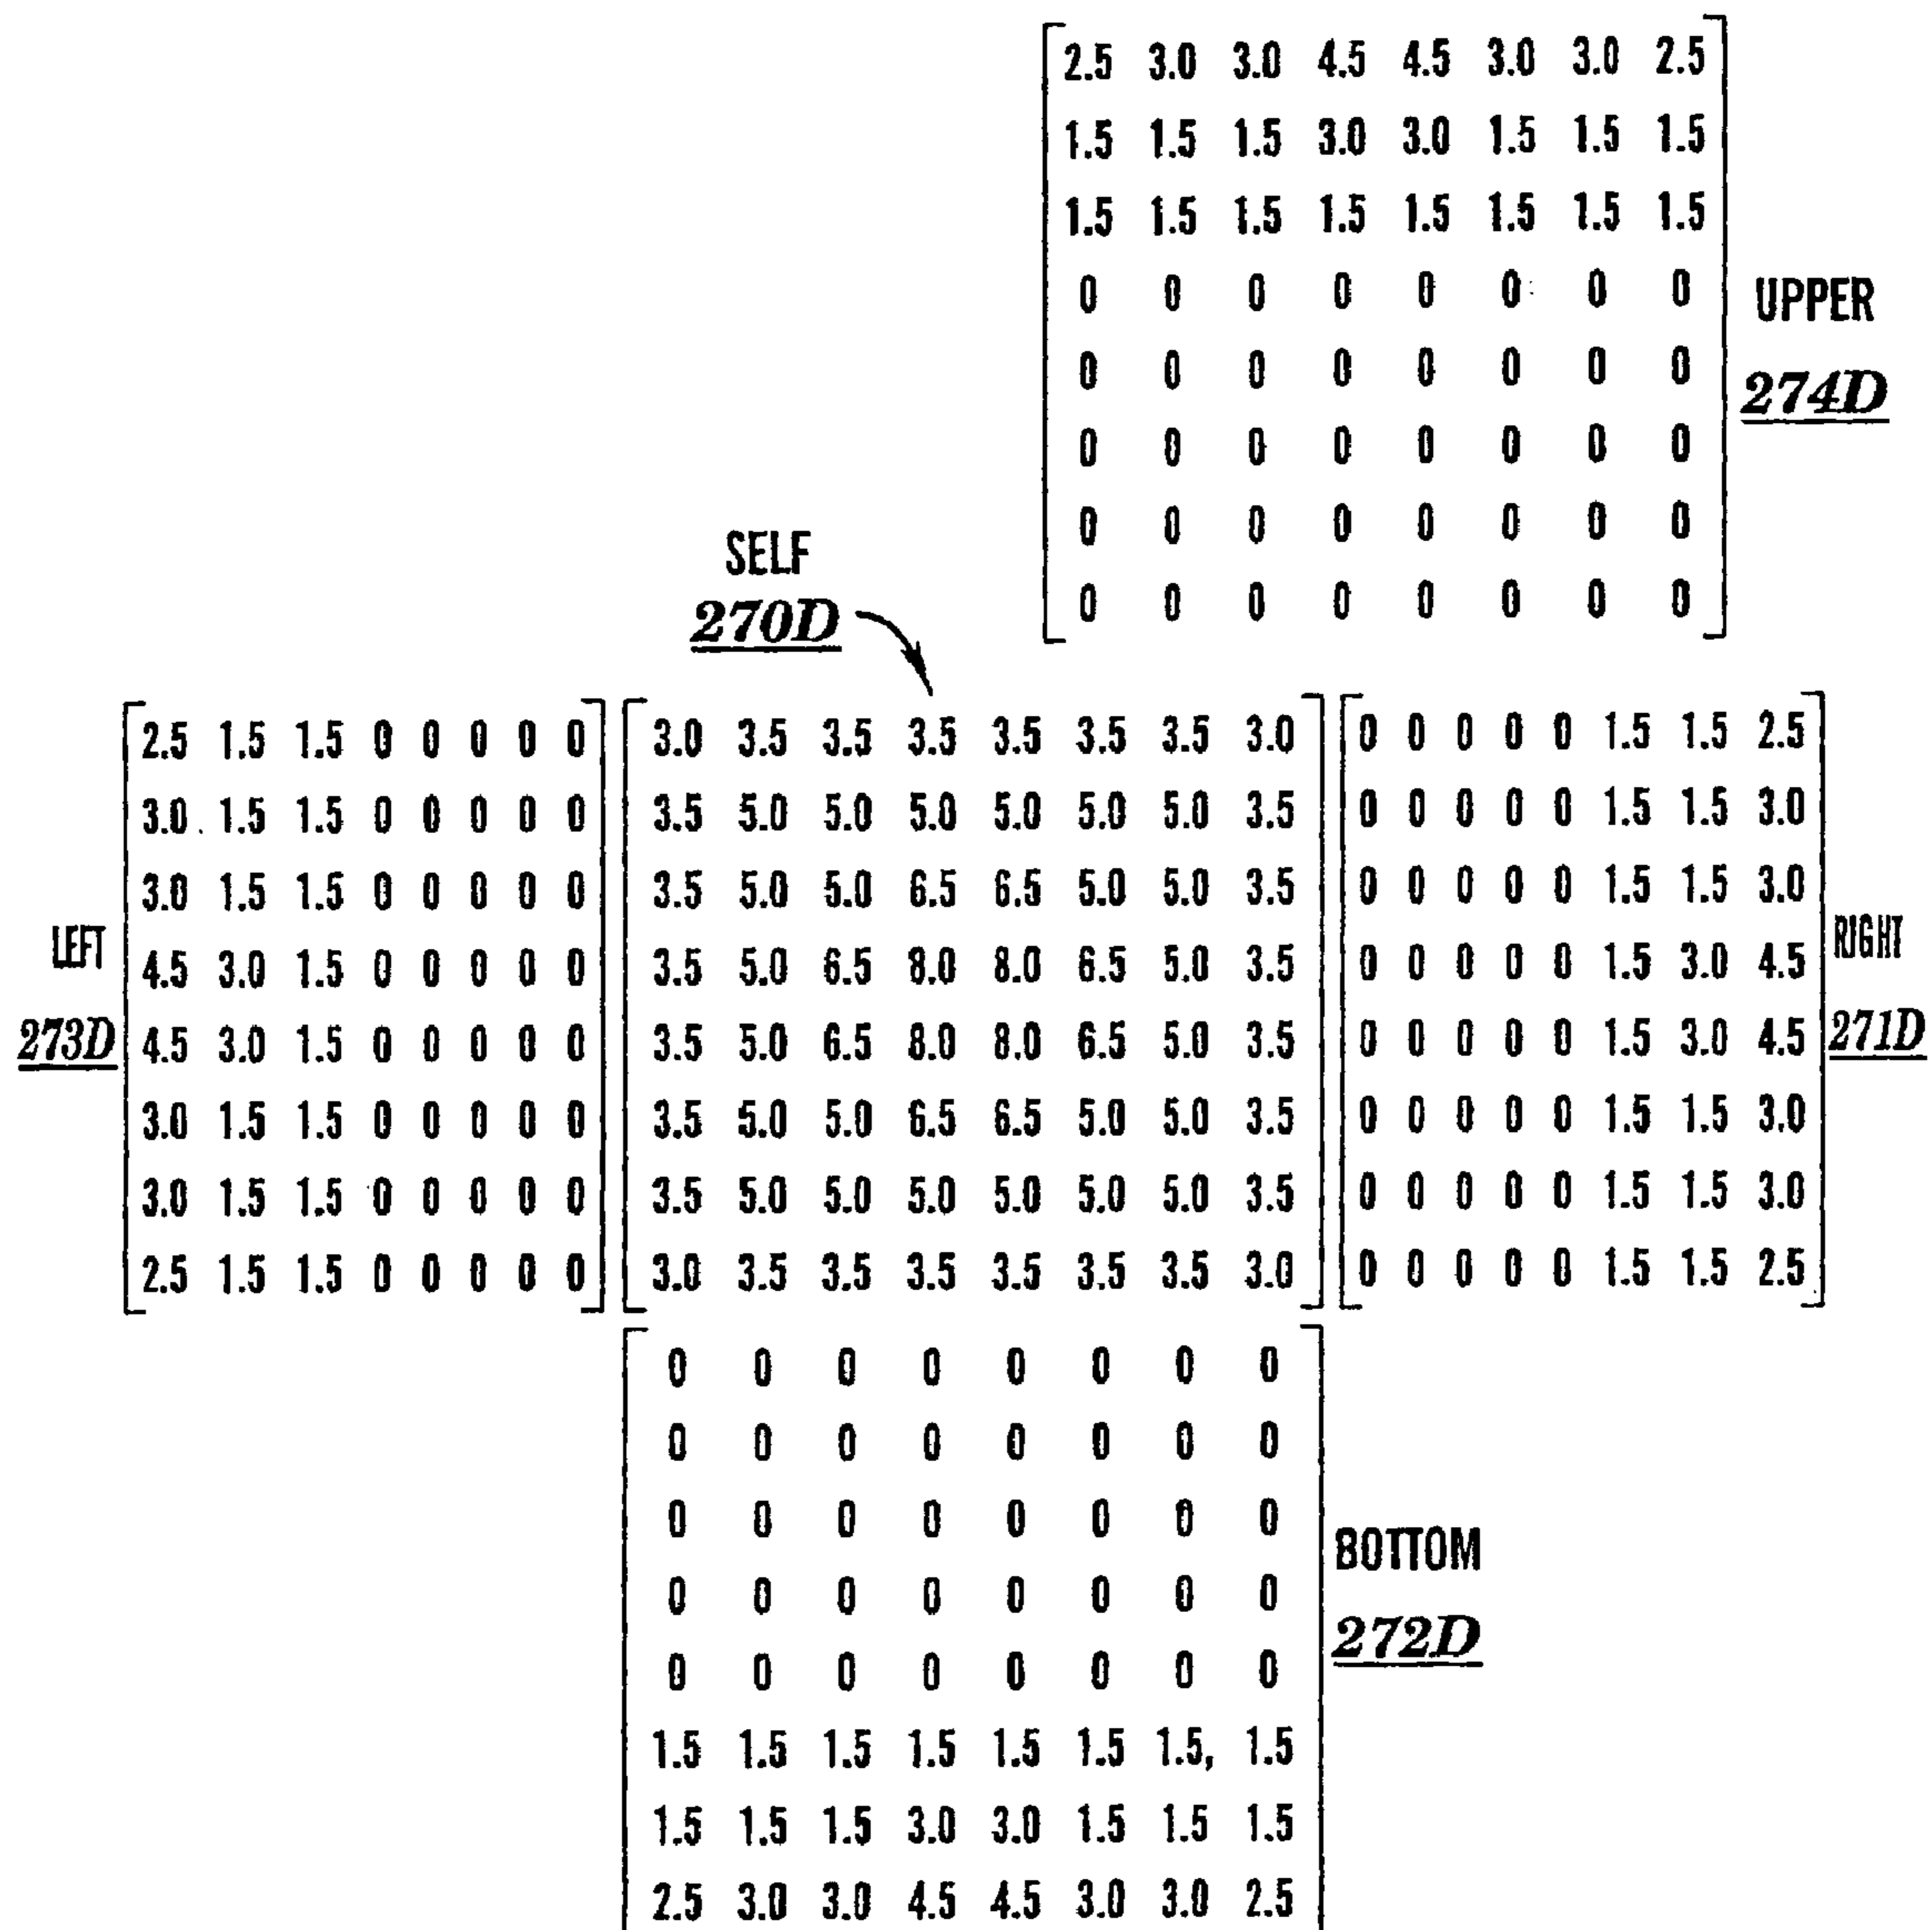 2.5 3.0 3.0 4.5 4.5 3.0 3.0 2.5
1.5 1.5 1.5 3.0 3.0 1.5 1.5 1.5
1.5 1.5 1.5 1.5 1.5 1.5 1.5 1.5
0 0 0 0 0 0 0 0
0 0 0 0 0 0 0 0
0 0 0 0 0 0 0 0
0 0 0 0 0 0 0 0
0 0 0 0 0 0 0 0
UPPER
274D
SELF
270D
LEFT
273D
2.5 1.5 1.5 0 0 0 0 0
3.0 1.5 1.5 0 0 0 0 0
3.0 1.5 1.5 0 0 0 0 0
4.5 3.0 1.5 0 0 0 0 0
4.5 3.0 1.5 0 0 0 0 0
3.0 1.5 1.5 0 0 0 0 0
3.0 1.5 1.5 0 0 0 0 0
2.5 1.5 1.5 0 0 0 0 0
3.0 3.5 3.5 3.5 3.5 3.5 3.5 3.0
3.5 5.0 5.0 5.0 5.0 5.0 5.0 3.5
3.5 5.0 5.0 6.5 6.5 5.0 5.0 3.5
3.5 5.0 6.5 8.0 8.0 6.5 5.0 3.5
3.5 5.0 6.5 8.0 8.0 6.5 5.0 3.5
3.5 5.0 5.0 6.5 6.5 5.0 5.0 3.5
3.5 5.0 5.0 5.0 5.0 5.0 5.0 3.5
3.0 3.5 3.5 3.5 3.5 3.5 3.5 3.0
0 0 0 0 0 1.5 1.5 2.5
0 0 0 0 0 1.5 1.5 3.0
0 0 0 0 0 1.5 1.5 3.0
0 0 0 0 0 1.5 3.0 4.5
0 0 0 0 0 1.5 3.0 4.5
0 0 0 0 0 1.5 1.5 3.0
0 0 0 0 0 1.5 1.5 3.0
0 0 0 0 0 1.5 1.5 2.5
RIGHT
271D
0 0 0 0 0 0 0 0
0 0 0 0 0 0 0 0
0 0 0 0 0 0 0 0
0 0 0 0 0 0 0 0
0 0 0 0 0 0 0 0
1.5 1.5 1.5 1.5 1.5 1.5 1.5, 1.5
1.5 1.5 1.5 3.0 3.0 1.5 1.5 1.5
2.5 3.0 3.0 4.5 4.5 3.0 3.0 2.5
BOTTOM
272D